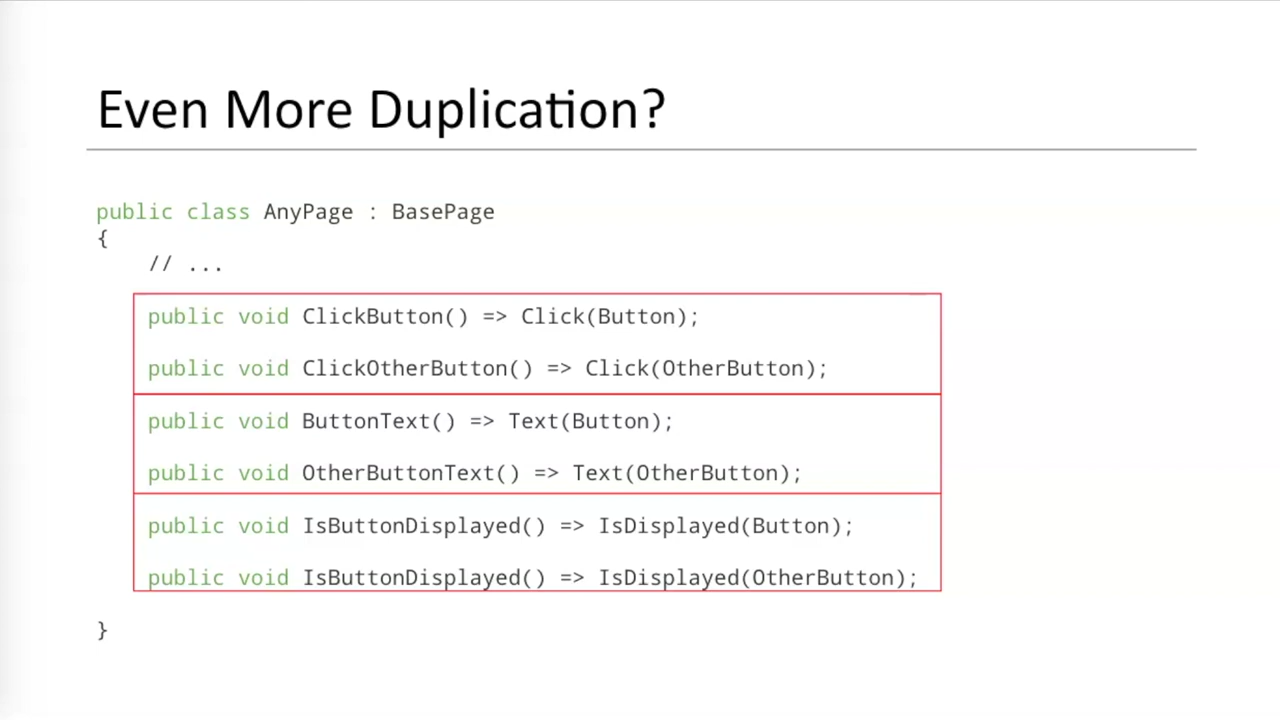 Even More Duplication?
public class AnyPage : BasePage
{
    // ...
    public void ClickButton() => Click(Button);
    public void ClickOtherButton() => Click(OtherButton);
    public void ButtonText() => Text(Button);
    public void OtherButtonText() => Text(OtherButton);
    public void IsButtonDisplayed() => IsDisplayed(Button);
    public void IsButtonDisplayed() => IsDisplayed(OtherButton);
}